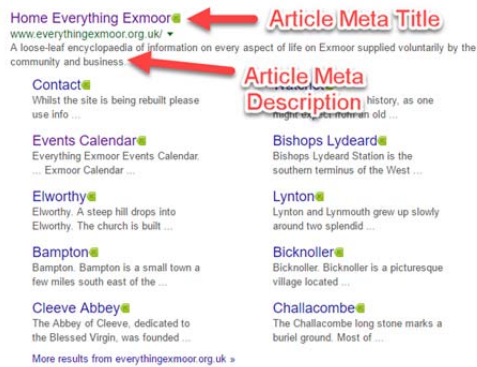 Home Everything Exmoor
Article Meta Title
www.everythingexmoor.org.uk/
A loose-leaf encyclopaedia of information on every aspect of life on Exmoor supplied voluntarily by the
community and business ...
Article Meta
Description
Contact
Whilst the site is being rebuilt please
use info ...
history, as one
might expect from an old ...
Events Calendar
Everything Exmoor Events Calendar.
... Exmoor Calendar ...
Bishops Lydeard
Bishops Lydeard Station is the
southern terminus of the West ...
Elworthy
Elworthy. A steep hill drops into
Elworthy. The church is built ...
Lynton
Lynton and Lynmouth grew up slowly
around two splendid ...
Bampton
Bampton. Bampton is a small town a
few miles south east of the ...
Bicknoller
Bicknoller. Bicknoller is a picturesque
village located ...
Cleeve Abbey
The Abbey of Cleeve, dedicated to
the Blessed Virgin, was founded ...
Challacombe
The Challacombe long stone marks a
buriel ground. Most of ...
More results from everythingexmoor.org.uk »